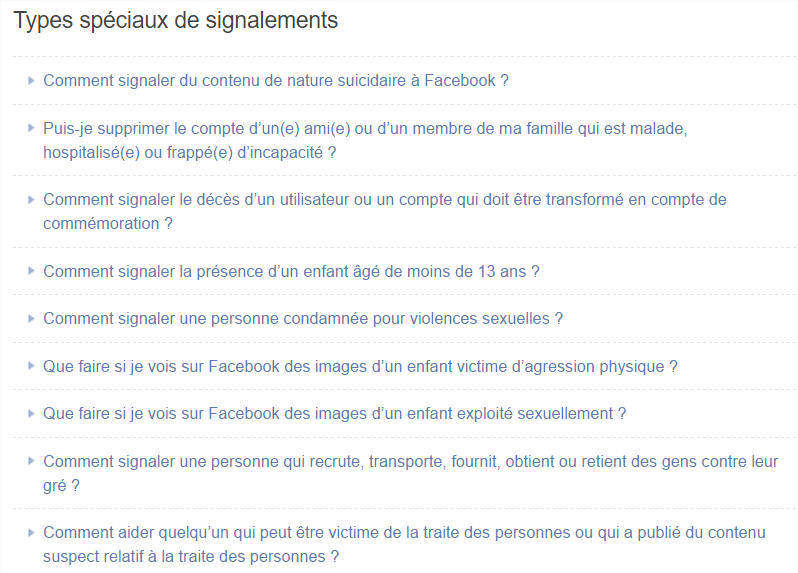 Types spéciaux de signalements
Comment signaler du contenu de nature suicidaire à Facebook ?
Puis-je supprimer le compte d’un(e) ami(e) ou d’un membre de ma famille qui est malade,
hospitalisé(e) ou frappé(e) d’incapacité ?
Comment signaler le décès d’un utilisateur ou un compte qui doit être transformé en compte de
commémoration ?
Comment signaler la présence d’un enfant âgé de moins de 13 ans ?
Comment signaler une personne condamnée pour violences sexuelles ?
Que faire si je vois sur Facebook des images d’un enfant victime d’agression physique ?
Que faire si je vois sur Facebook des images d’un enfant exploité sexuellement ?
Comment signaler une personne qui recrute, transporte, fournit, obtient ou retient des gens contre leur
gré ?
Comment aider quelqu’un qui peut être victime de la traite des personnes ou qui a publié du contenu
suspect relatif à la traite des personnes ?